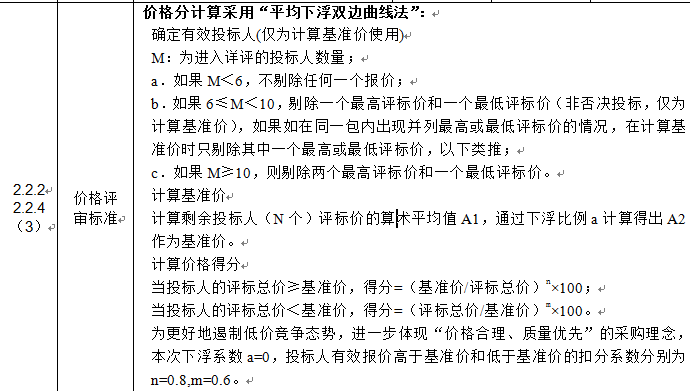 价格分计算采用“平均下浮双边曲线法”：
确定有效投标人(仅为计算基准价使用)
M：为进入详评的投标人数量；
a.如果 M＜6，不剔除任何一个报价；
b.如果 6≤M＜10，剔除一个最高评标价和一个最低评标价（非否决投标，仅为
计算基准价），如果如在同一包内出现并列最高或最低评标价的情况，在计算基
准价时只剔除其中一个最高或最低评标价，以下类推；
c.如果 M≥10，则剔除两个最高评标价和一个最低评标价。
2.2.2
2.2.4
（3）
价格评
审标准
计算基准价
计算剩余投标人（N 个）评标价的算术平均值 A1，通过下浮比例 a 计算得出 A2
作为基准价。
计算价格得分
当投标人的评标总价≥基准价，得分=（基准价/评标总价）ⁿ×100；
当投标人的评标总价＜基准价，得分=（评标总价/基准价）ᵐ×100。
为更好地遏制低价竞争态势，进一步体现“价格合理、质量优先”的采购理念，
本次下浮系数 a=0，投标人有效报价高于基准价和低于基准价的扣分系数分别为
n=0.8,m=0.6。